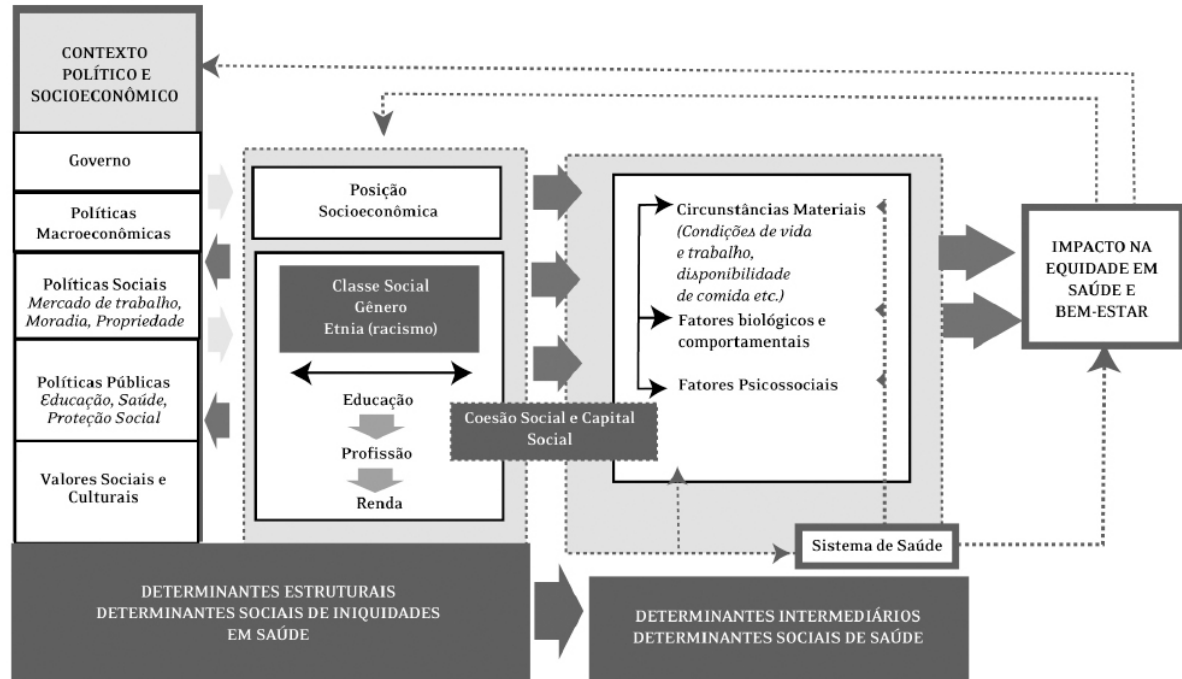 CONTEXTO
POLÍTICO E
SOCIOECONÔMICO
Governo
Políticas
Macroeconômicas
Políticas Sociais
Mercado de trabalho,
Moradia, Propriedade
Políticas Públicas
Educação, Saúde,
Proteção Social
Valores Sociais e
Culturais
Posição
Socioeconômica
Classe Social
Gênero
Etnia (racismo)
Educação
Profissão
Renda
Coesão Social e Capital
Social
Circunstâncias Materiais
(Condições de vida
e trabalho,
disponibilidade
de comida etc.)
Fatores biológicos e
comportamentais
Fatores Psicossociais
Sistema de Saúde
IMPACTO NA
EQUIDADE EM
SAÚDE E
BEM-ESTAR
DETERMINANTES ESTRUTURAIS
DETERMINANTES SOCIAIS DE INIQUIDADES
EM SAÚDE
DETERMINANTES INTERMEDIÁRIOS
DETERMINANTES SOCIAIS DE SAÚDE